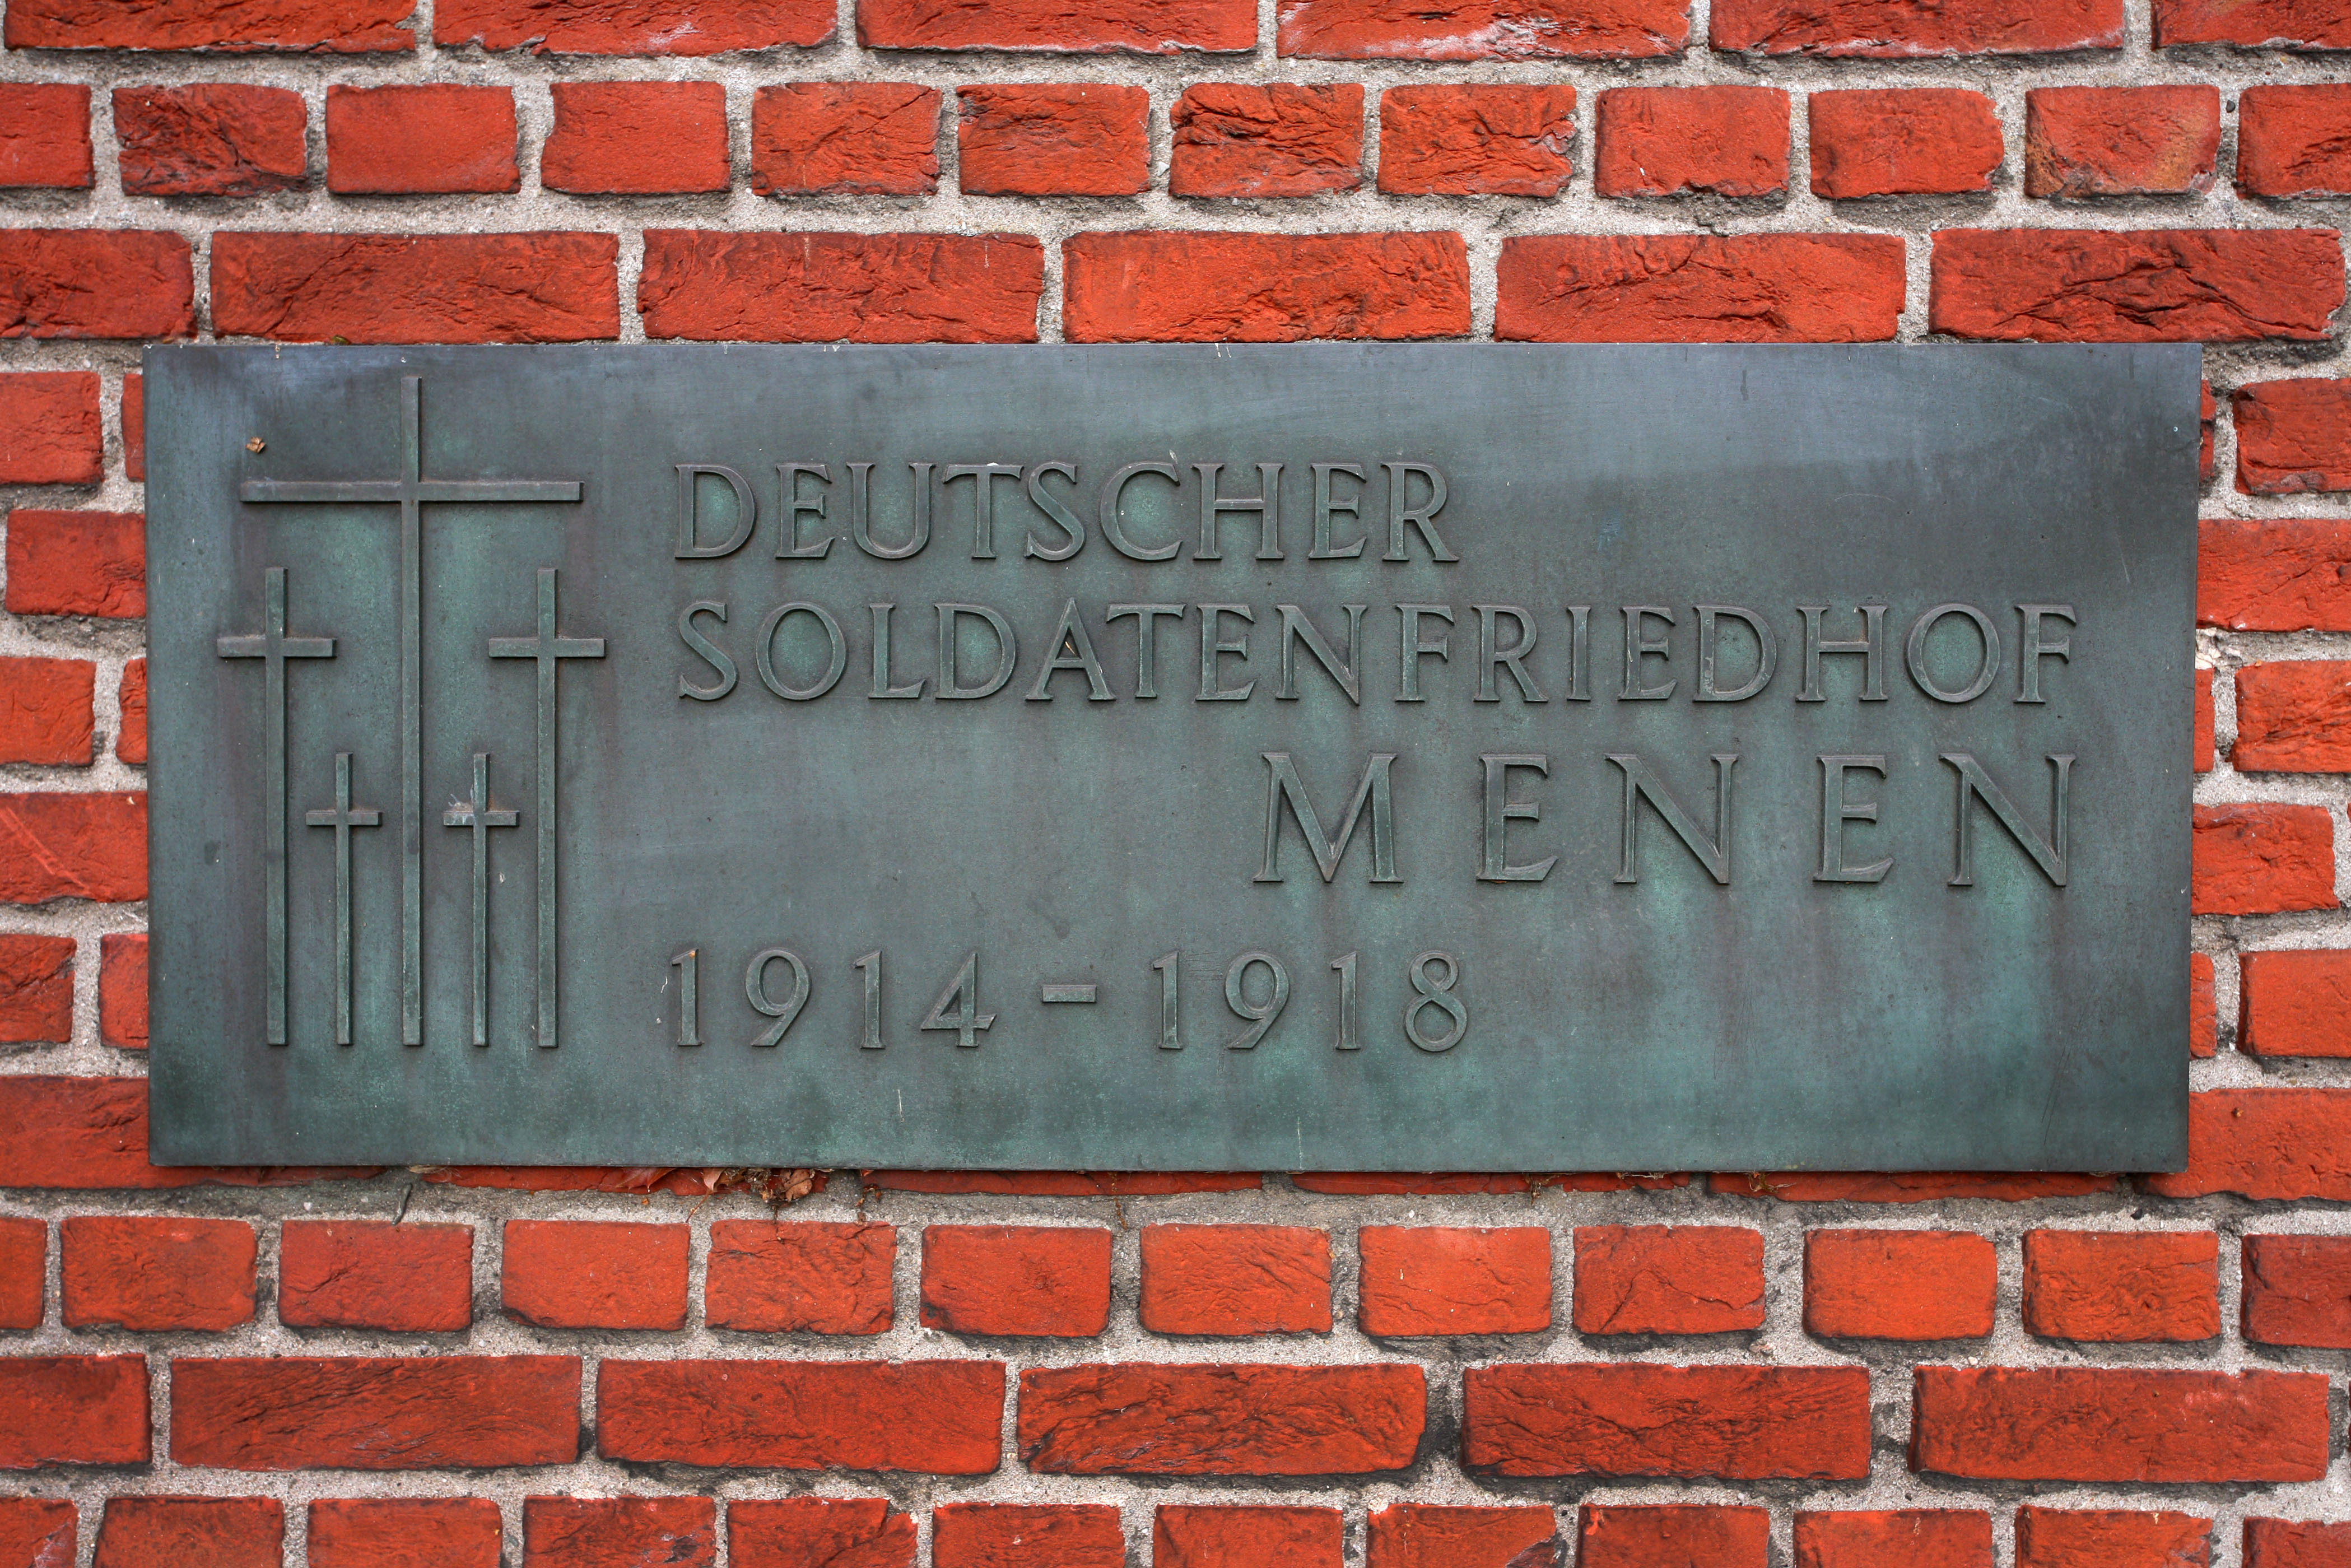 DEUTSCHER
SOLDATENFRIEDHOF
MENEN
1914-1918